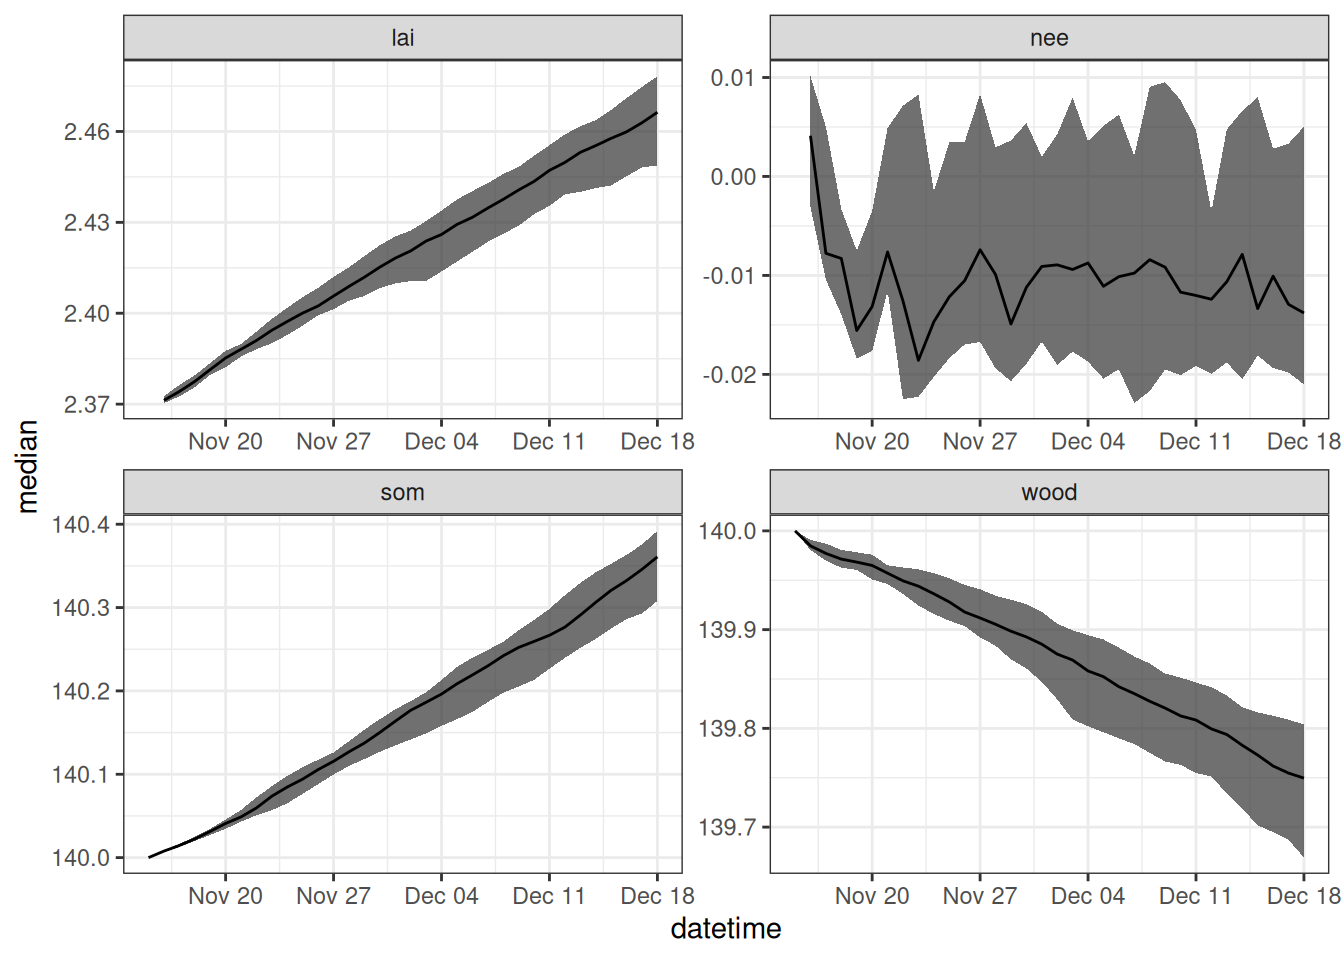 lai
nee
2.46
2.43
2.40
2.37
0.01
0.00
-0.01
-0.02
Nov 20 Nov 27 Dec 04 Dec 11 Dec 18
Nov 20 Nov 27 Dec 04 Dec 11 Dec 18
median
som
wood
140.4
140.3
140.2
140.1
140.0
140.0
139.9
139.8
139.7
Nov 20 Nov 27 Dec 04 Dec 11 Dec 18
Nov 20 Nov 27 Dec 04 Dec 11 Dec 18
datetime